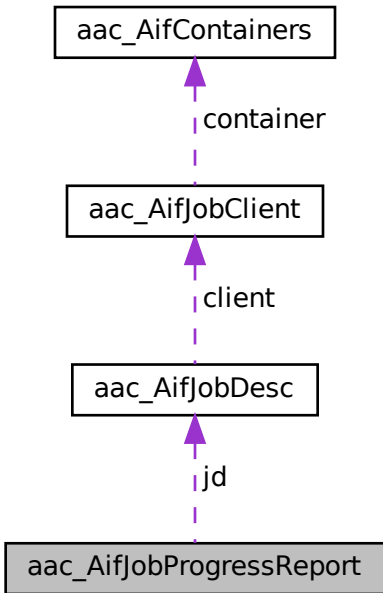 aac_AifContainers
container
aac_AifJobClient
client
aac_AifJobDesc
jd
aac_AifJobProgressReport